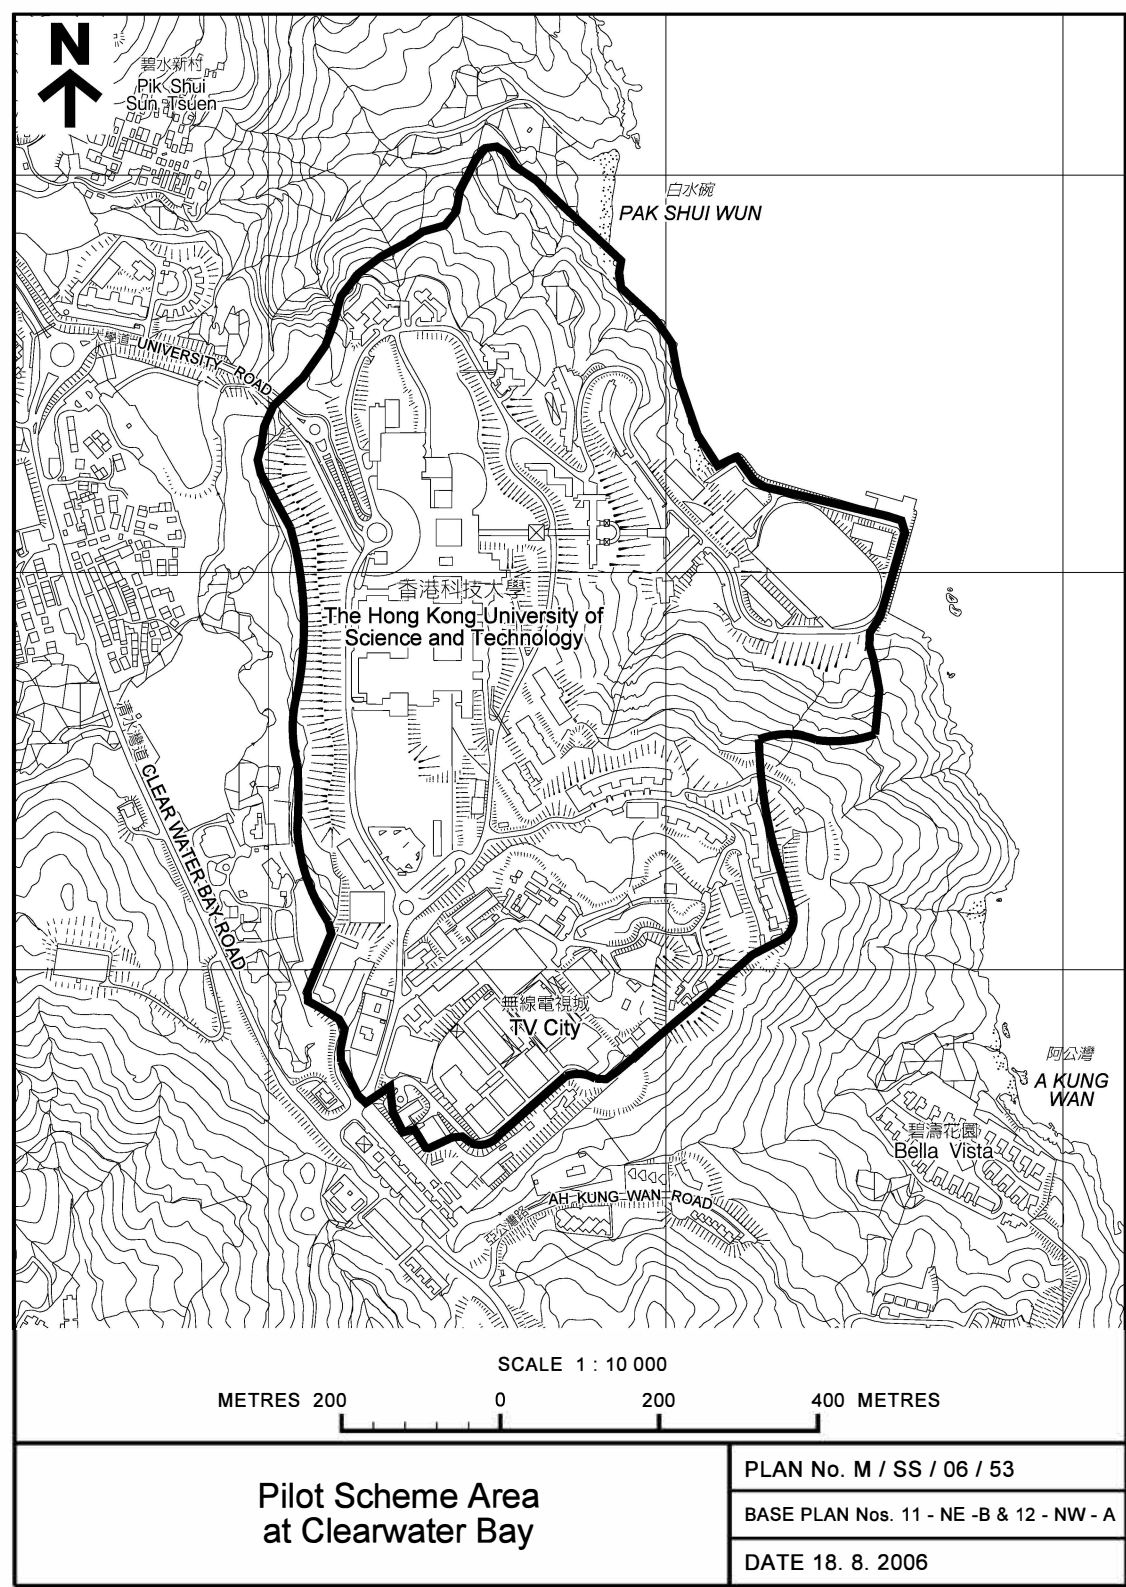 N
碧水新村
Pik Shui
Sun Tsuen
白水碗
PAK SHUI WUN
大學道 UNIVERSITY ROAD
香港科技大學
The Hong Kong University of
Science and Technology
清水灣道 CLEAR WATER BAY ROAD
無線電視城
TV City
阿公灣
A KUNG
WAN
碧濤花園
Bella Vista
亞公灣路 AH KUNG WAN ROAD
SCALE 1 : 10 000
METRES 200 0 200 400 METRES
Pilot Scheme Area
at Clearwater Bay
PLAN No. M / SS / 06 / 53
BASE PLAN Nos. 11 - NE -B & 12 - NW - A
DATE 18. 8. 2006